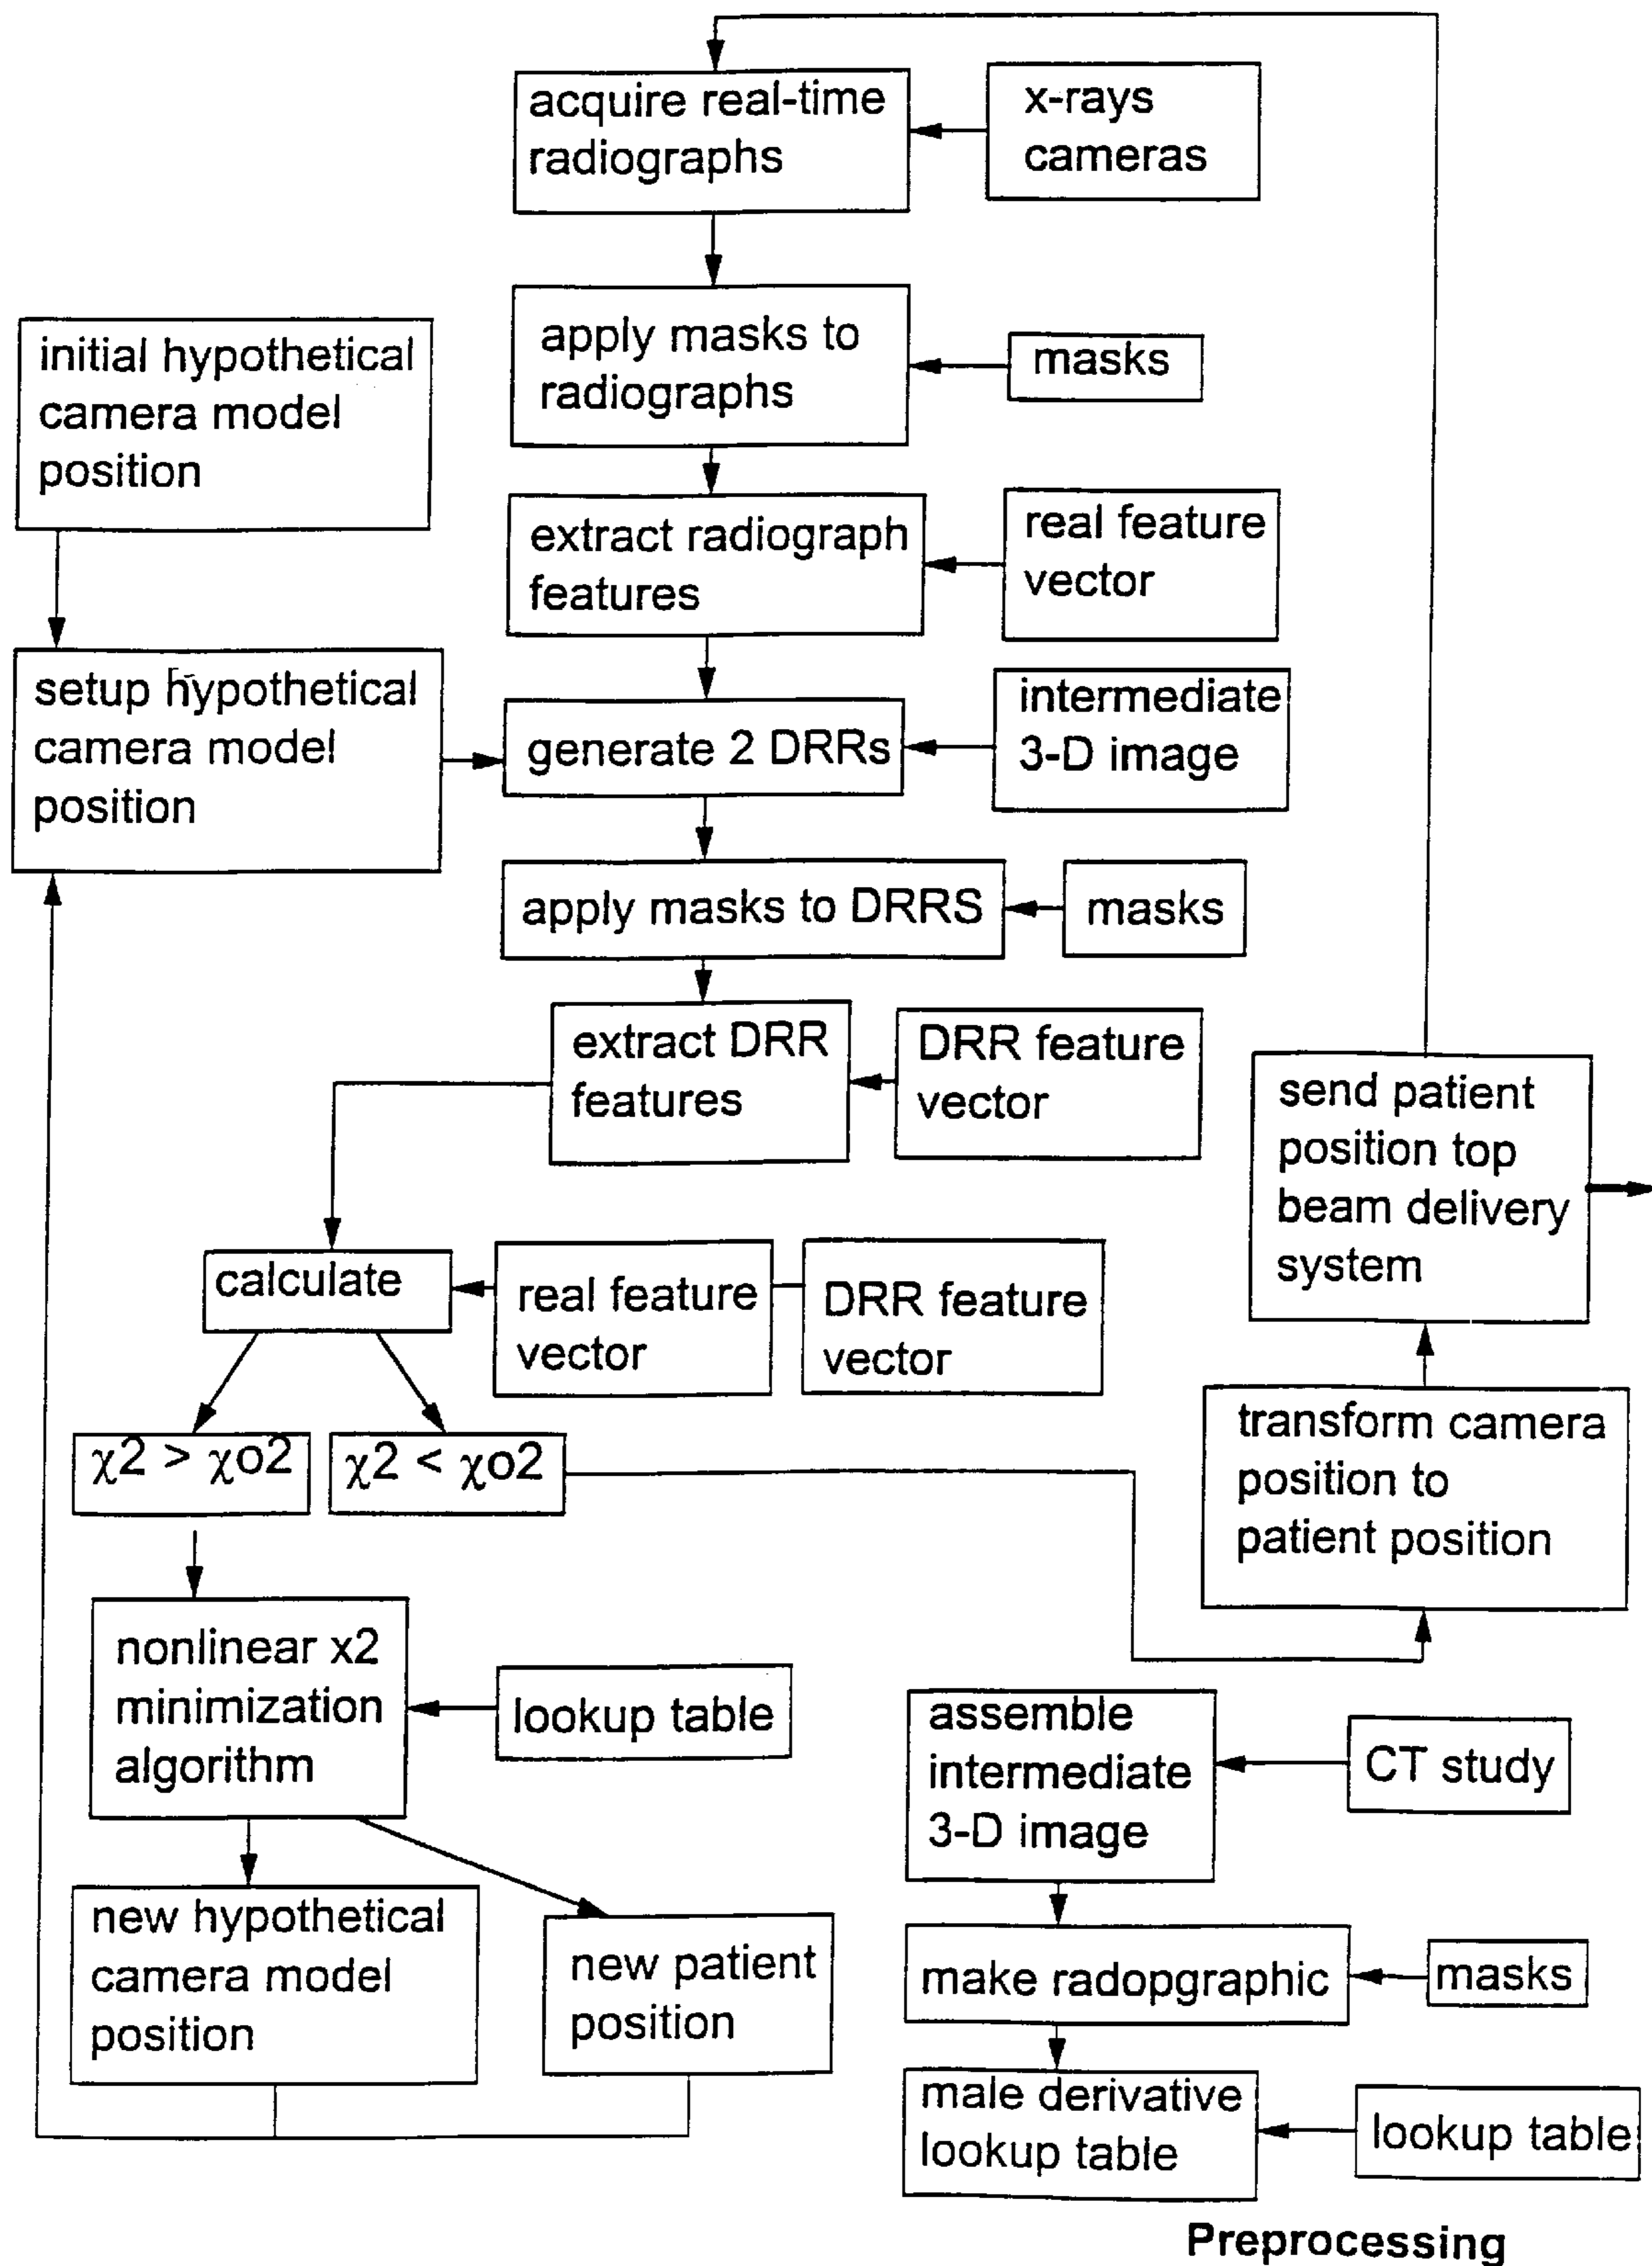 acquire real-time
radiographs
x-rays
cameras
apply masks to
radiographs
masks
initial hypothetical
camera model
position
extract radiograph
features
real feature
vector
setup hypothetical
camera model
position
generate 2 DRRs
intermediate
3-D image
apply masks to DRRS
masks
extract DRR
features
DRR feature
vector
send patient
position top
beam delivery
system
calculate
real feature
vector
DRR feature
vector
χ2 > χo2
χ2 < χo2
transform camera
position to
patient position
nonlinear x2
minimization
algorithm
lookup table
assemble
intermediate
3-D image
CT study
new hypothetical
camera model
position
new patient
position
make radopgraphic
masks
male derivative
lookup table
lookup table
Preprocessing